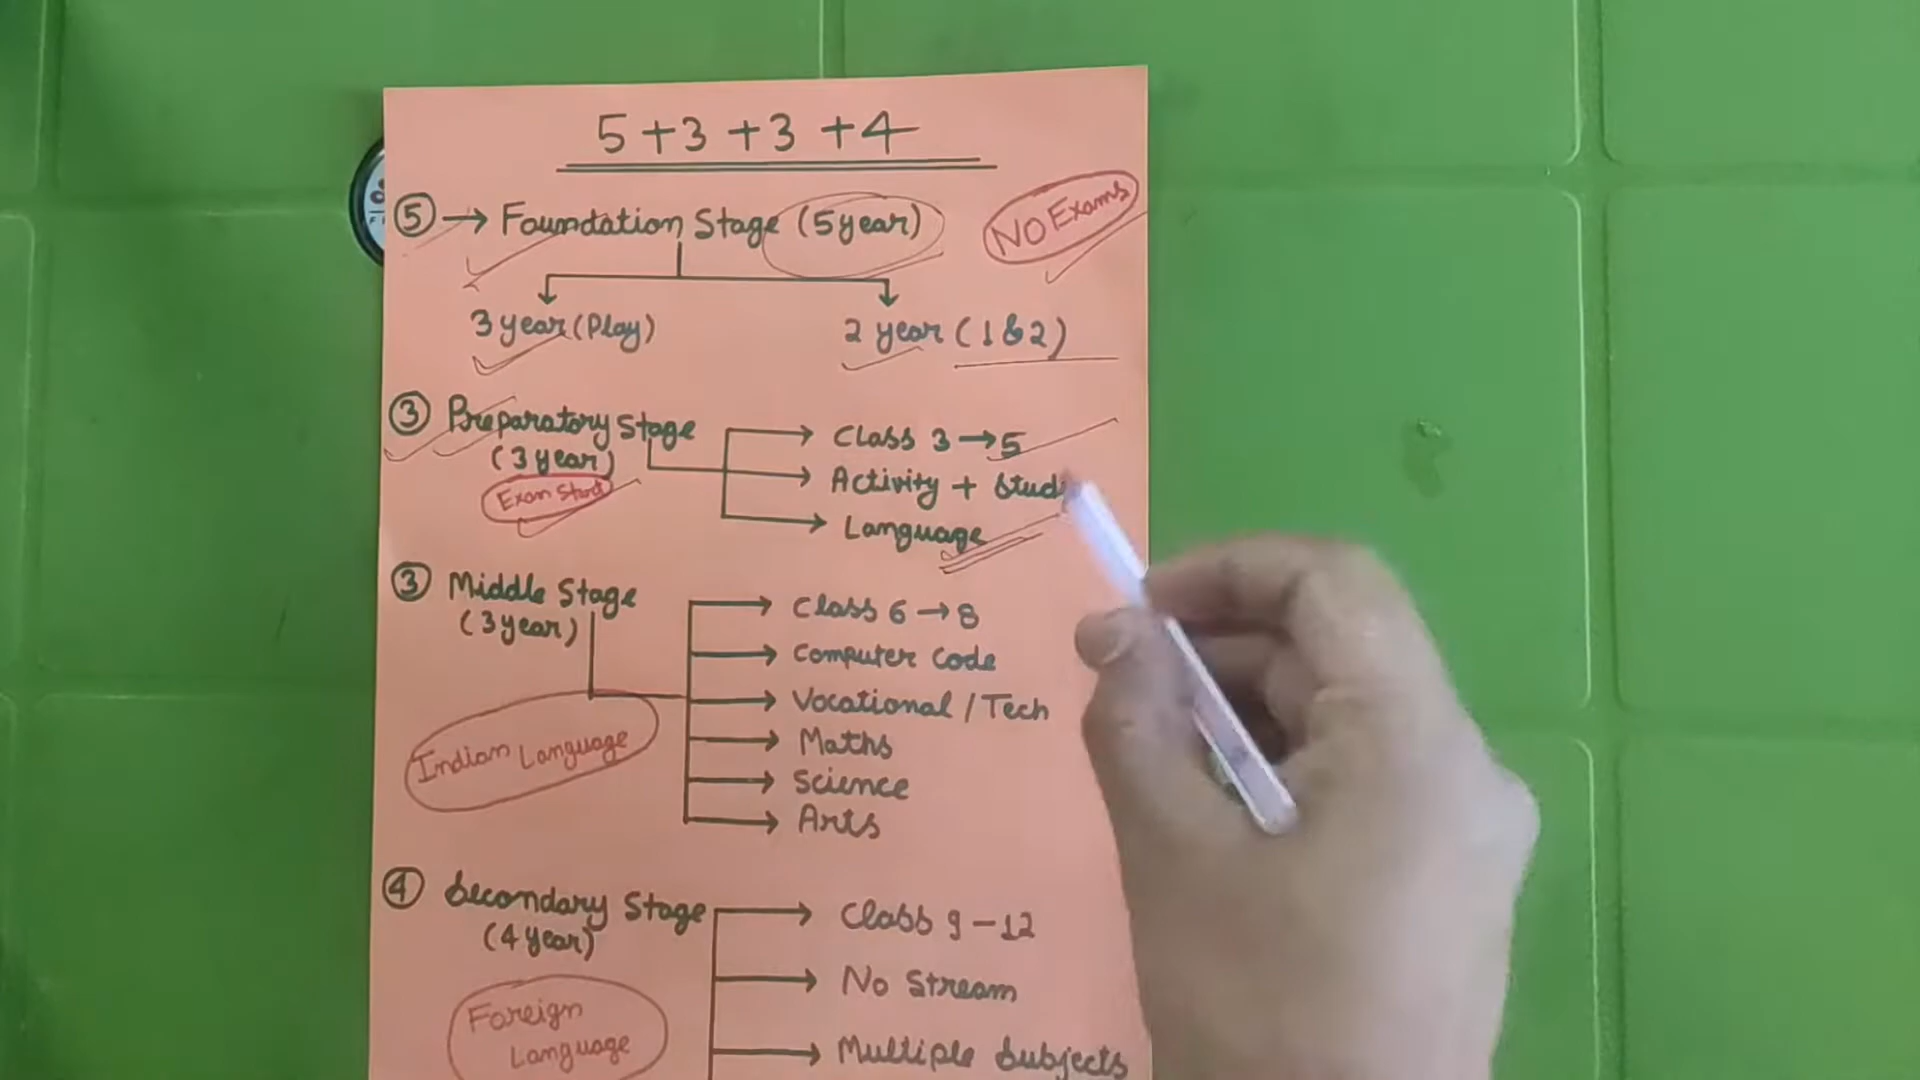 5+3+3+4
5 → Foundation Stage (5 year)
NO Exams
3 year (Play)
2 year (1 & 2)
3 Preparatory Stage
(3 year)
Exam Start
Class 3 → 5
Activity +
Language
3 Middle Stage
(3 year)
Class 6 → 8
Computer Code
Vocational / Tech
Maths
Science
Arts
Indian Language
4 Secondary Stage
(4 year)
Class 9 – 12
No Stream
Multiple Subjects
Foreign
Language